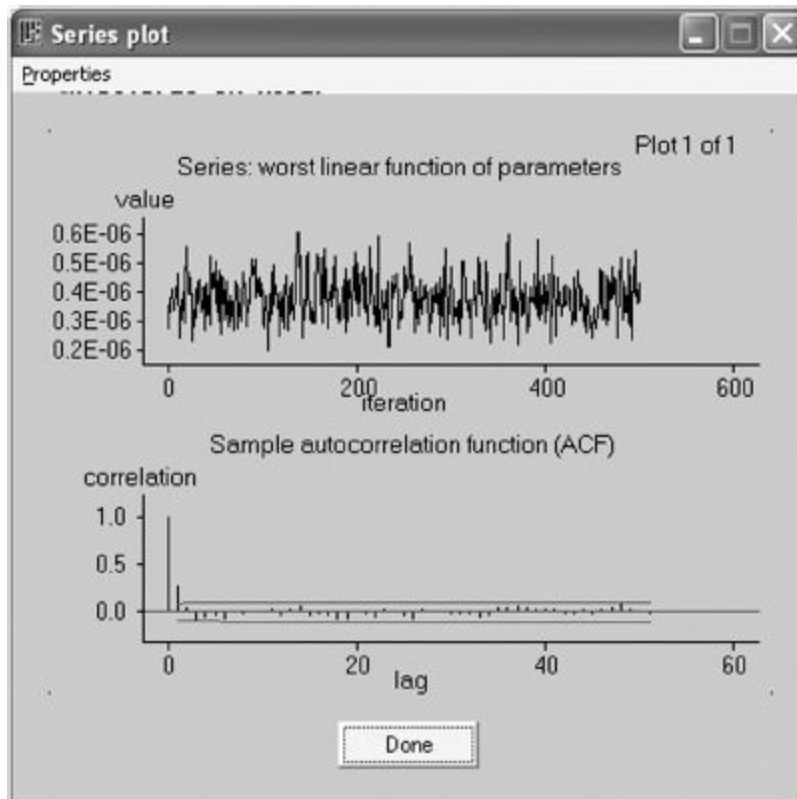 Series plot
Properties
Plot 1 of 1
Series: worst linear function of parameters
value
0.6E-06
0.5E-06
0.4E-06
0.3E-06
0.2E-06
0 200 400 600
iteration
Sample autocorrelation function (ACF)
correlation
1.0
0.5
0.0
0 20 40 60
lag
Done